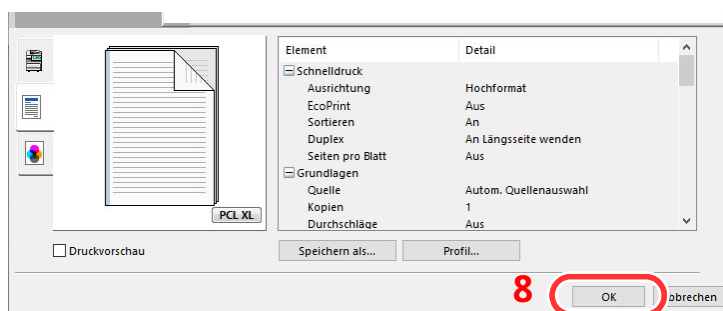 Element Detail
Schnelldruck
Ausrichtung Hochformat
EcoPrint Aus
Sortieren An
Duplex An Längsseite wenden
Seiten pro Blatt Aus
Grundlagen
Quelle Autom. Quellenauswahl
Kopien 1
Durchschläge Aus
PCL XL
Druckvorschau Speichern als... Profil...
8 OK bbrechen